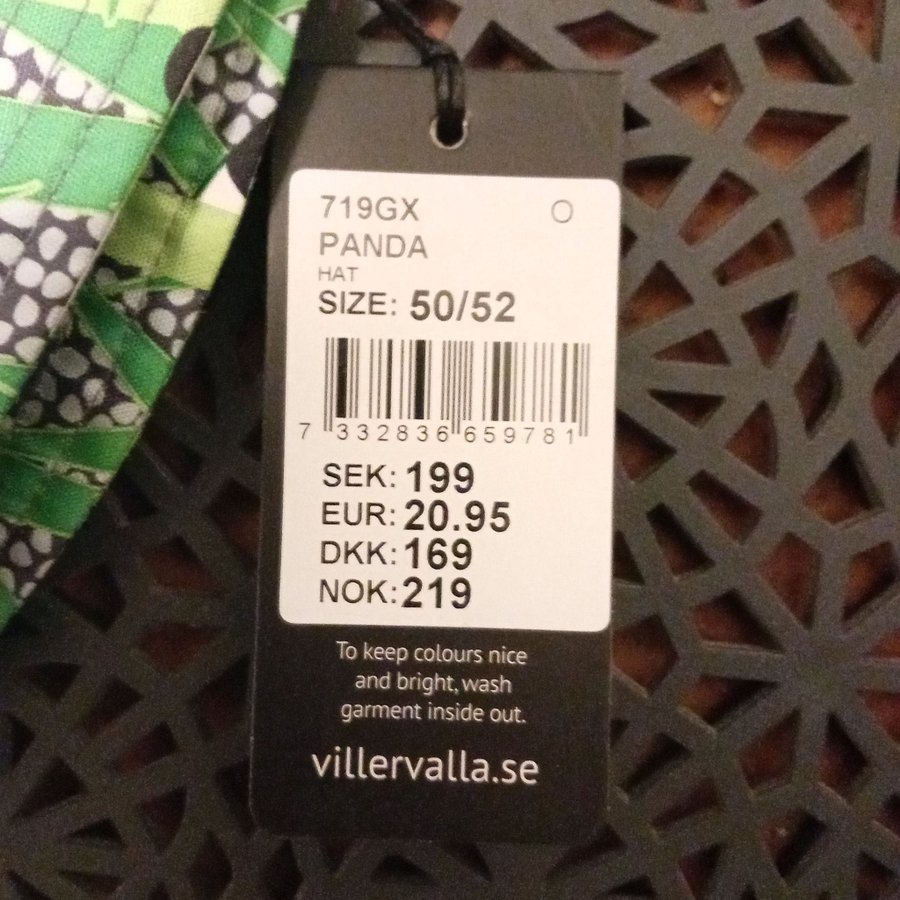 719GX O
PANDA
HAT
SIZE: 50/52
7 332836 659781
SEK: 199
EUR: 20.95
DKK: 169
NOK: 219
To keep colours nice
and bright, wash
garment inside out.
villervalla.se